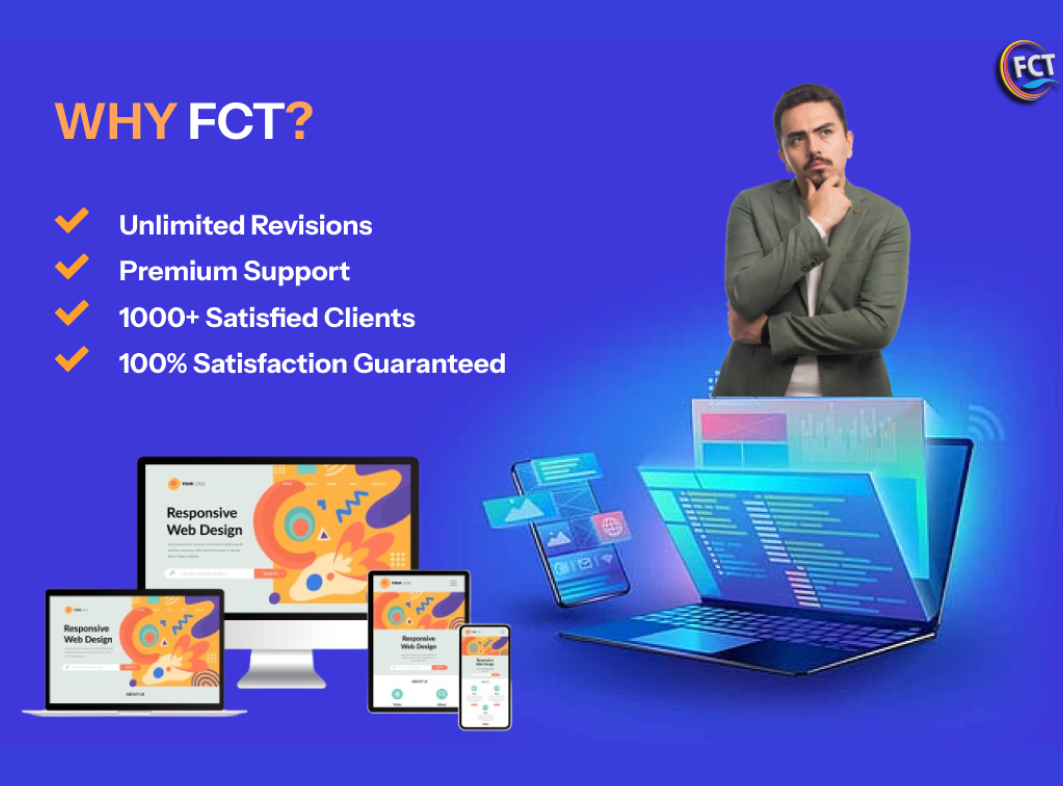 FCT
WHY FCT?
Unlimited Revisions
Premium Support
1000+ Satisfied Clients
100% Satisfaction Guaranteed
YOUR LOGO
Responsive
Web Design
Search
YOUR LOGO
Responsive
Web Design
ABOUT US
YOUR LOGO
Responsive
Web Design
ABOUT US
Responsive
Web Design